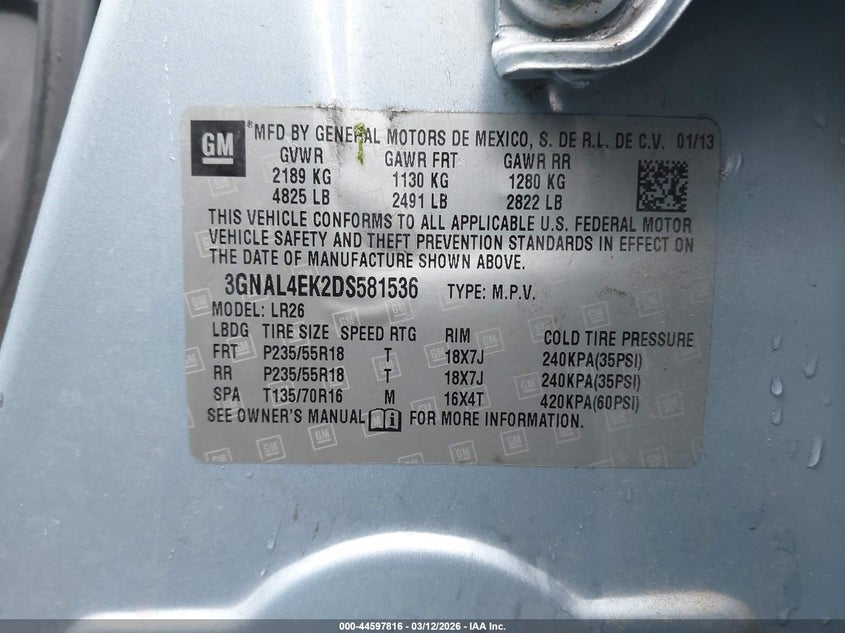 GM *MFD BY GENERAL MOTORS DE MEXICO, S. DE R.L. DE C.V. 01/13
GVWR GAWR FRT GAWR RR
2189 KG 1130 KG 1280 KG
4825 LB 2491 LB 2822 LB
THIS VEHICLE CONFORMS TO ALL APPLICABLE U.S. FEDERAL MOTOR
VEHICLE SAFETY AND THEFT PREVENTION STANDARDS IN EFFECT ON
THE DATE OF MANUFACTURE SHOWN ABOVE.
3GNAL4EK2DS581536 TYPE: M.P.V.
MODEL: LR26
LBDG TIRE SIZE SPEED RTG RIM COLD TIRE PRESSURE
FRT P235/55R18 T 18X7J 240KPA(35PSI)
RR P235/55R18 T 18X7J 240KPA(35PSI)
SPA T135/70R16 M 16X4T 420KPA(60PSI)
SEE OWNER'S MANUAL FOR MORE INFORMATION.
000-44597816 - 03/12/2026 - IAA Inc.